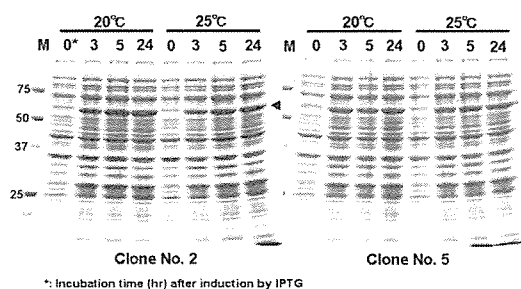 20°C 25°C 20°C 25°C
M 0* 3 5 24 0 3 5 24 M 0 3 5 24 0 3 5 24
75
50
37
25
Clone No. 2 Clone No. 5
*: Incubation time (hr) after induction by IPTG